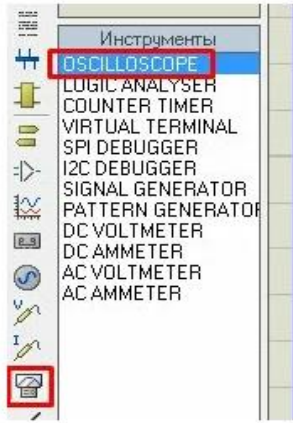 Инструменты
OSCILLOSCOPE
LOGIC ANALYSER
COUNTER TIMER
VIRTUAL TERMINAL
SPI DEBUGGER
I2C DEBUGGER
SIGNAL GENERATOR
PATTERN GENERATOR
DC VOLTMETER
DC AMMETER
AC VOLTMETER
AC AMMETER
V
I